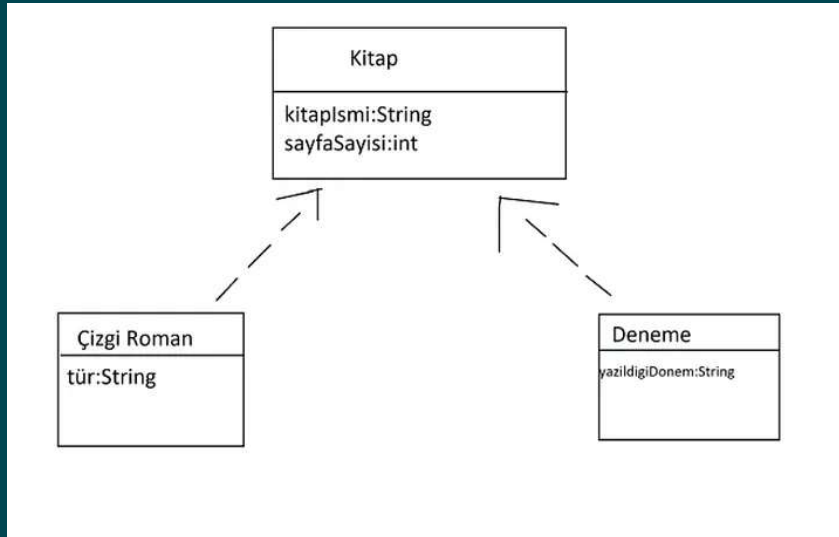 Kitap
kitapIsmi:String
sayfaSayisi:int
Çizgi Roman
tür:String
Deneme
yazildigiDonem:String